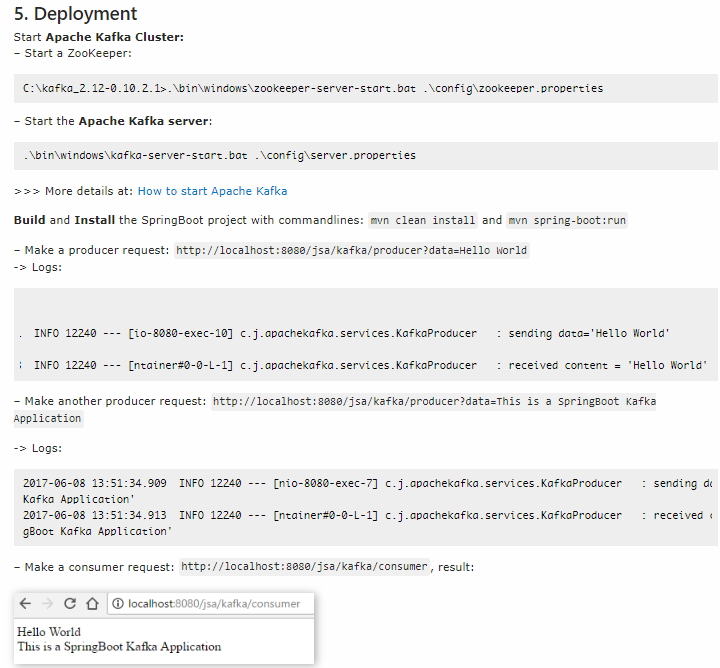 5. Deployment
Start Apache Kafka Cluster:
– Start a ZooKeeper:
C:\kafka_2.12-0.10.2.1>.\bin\windows\zookeeper-server-start.bat .\config\zookeeper.properties
– Start the Apache Kafka server:
.\bin\windows\kafka-server-start.bat .\config\server.properties
>>> More details at: How to start Apache Kafka
Build and Install the SpringBoot project with commandlines: mvn clean install and mvn spring-boot:run
– Make a producer request: http://localhost:8080/jsa/kafka/producer?data=Hello World
-> Logs:
. INFO 12240 --- [io-8080-exec-10] c.j.apachekafka.services.KafkaProducer : sending data='Hello World'
INFO 12240 --- [ntainer#0-0-L-1] c.j.apachekafka.services.KafkaProducer : received content = 'Hello World'
– Make another producer request: http://localhost:8080/jsa/kafka/producer?data=This is a SpringBoot Kafka
Application
-> Logs:
2017-06-08 13:51:34.909 INFO 12240 --- [nio-8080-exec-7] c.j.apachekafka.services.KafkaProducer : sending
Kafka Application'
2017-06-08 13:51:34.913 INFO 12240 --- [ntainer#0-0-L-1] c.j.apachekafka.services.KafkaProducer : received
gBoot Kafka Application'
– Make a consumer request: http://localhost:8080/jsa/kafka/consumer, result:
localhost:8080/jsa/kafka/consumer
Hello World
This is a SpringBoot Kafka Application